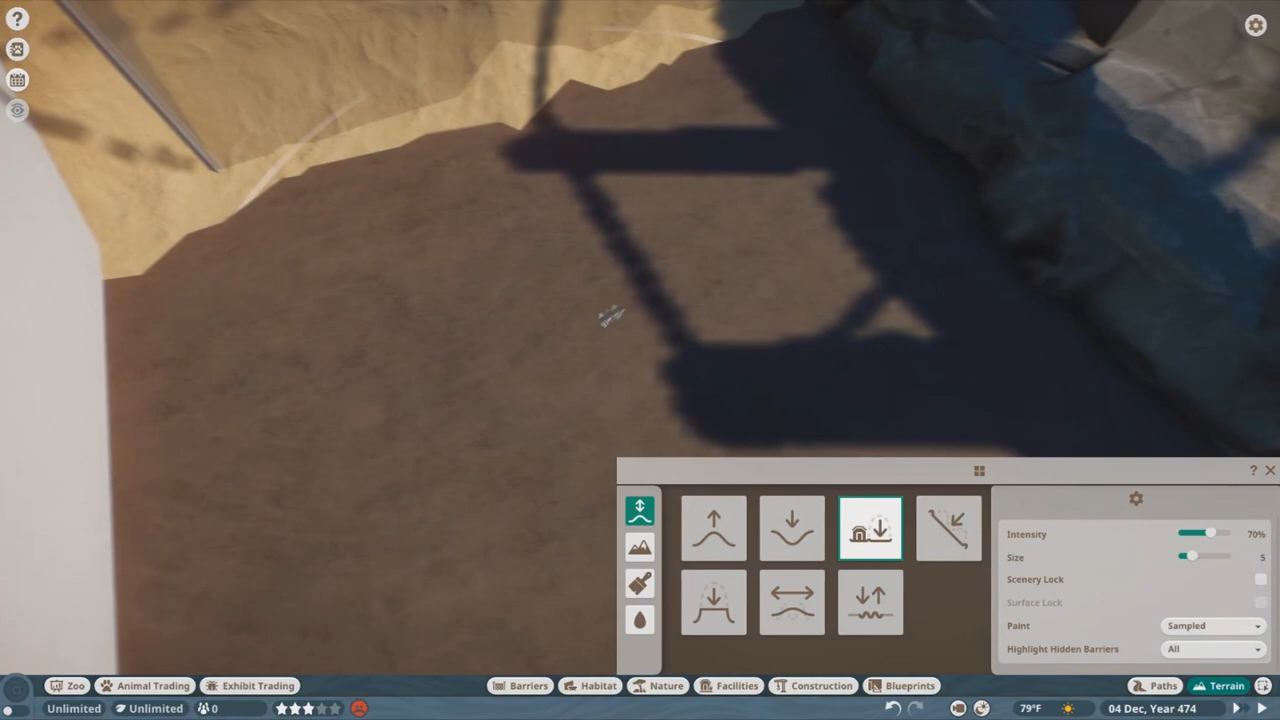 ?
? ×
Intensity 70%
Size 5
Scenery Lock
Surface Lock
Paint Sampled
Highlight Hidden Barriers All
Zoo Animal Trading Exhibit Trading Barriers Habitat Nature Facilities Construction Blueprints Paths Terrain
Unlimited Unlimited 0 79°F 04 Dec, Year 474